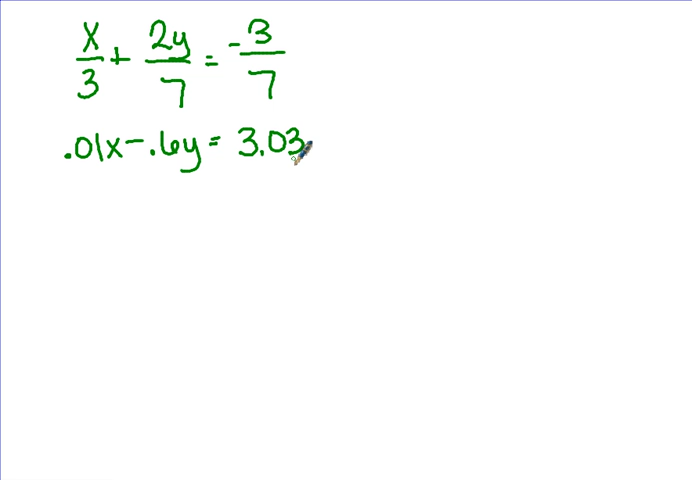 x/3 + 2y/7 = -3/7
.01x - .6y = 3.03